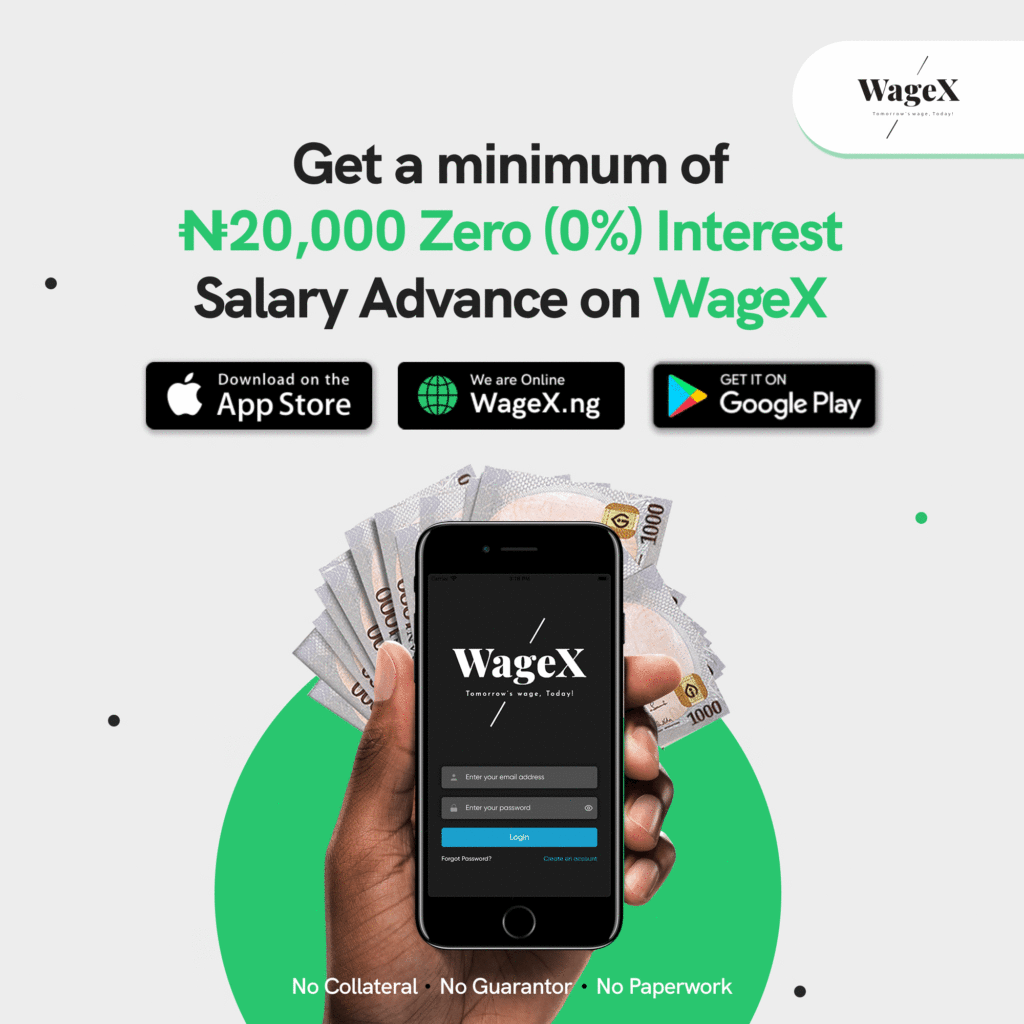 WageX
Tomorrow's wage, Today!
Get a minimum of
₦20,000 Zero (0%) Interest
Salary Advance on WageX
Download on the
App Store
We are Online
WageX.ng
GET IT ON
Google Play
1000
1000
WageX
Tomorrow's wage, Today!
Enter your email address
Enter your password
Login
Forgot Password?
Create an account
No Collateral • No Guarantor • No Paperwork